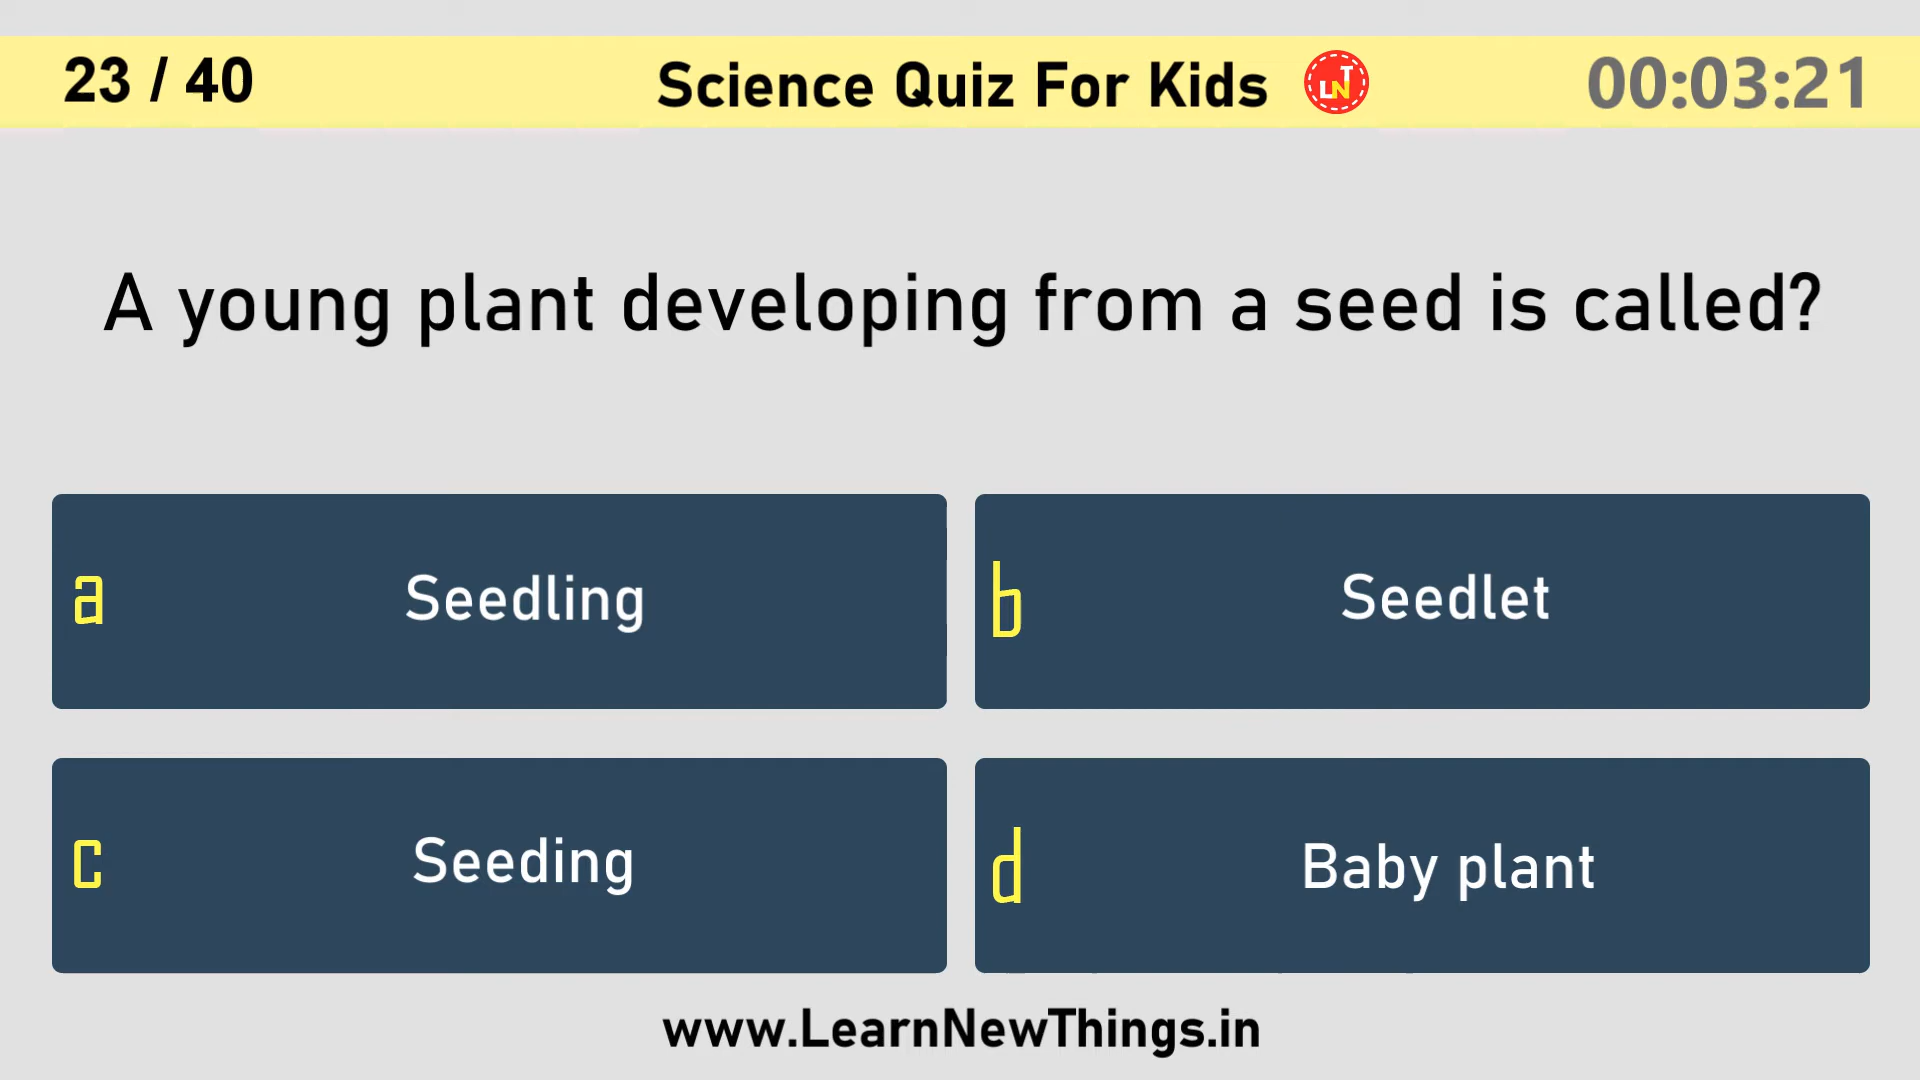 23 / 40
Science Quiz For Kids
LNT
00:03:21
A young plant developing from a seed is called?
a Seedling
b Seedlet
c Seeding
d Baby plant
www.LearnNewThings.in